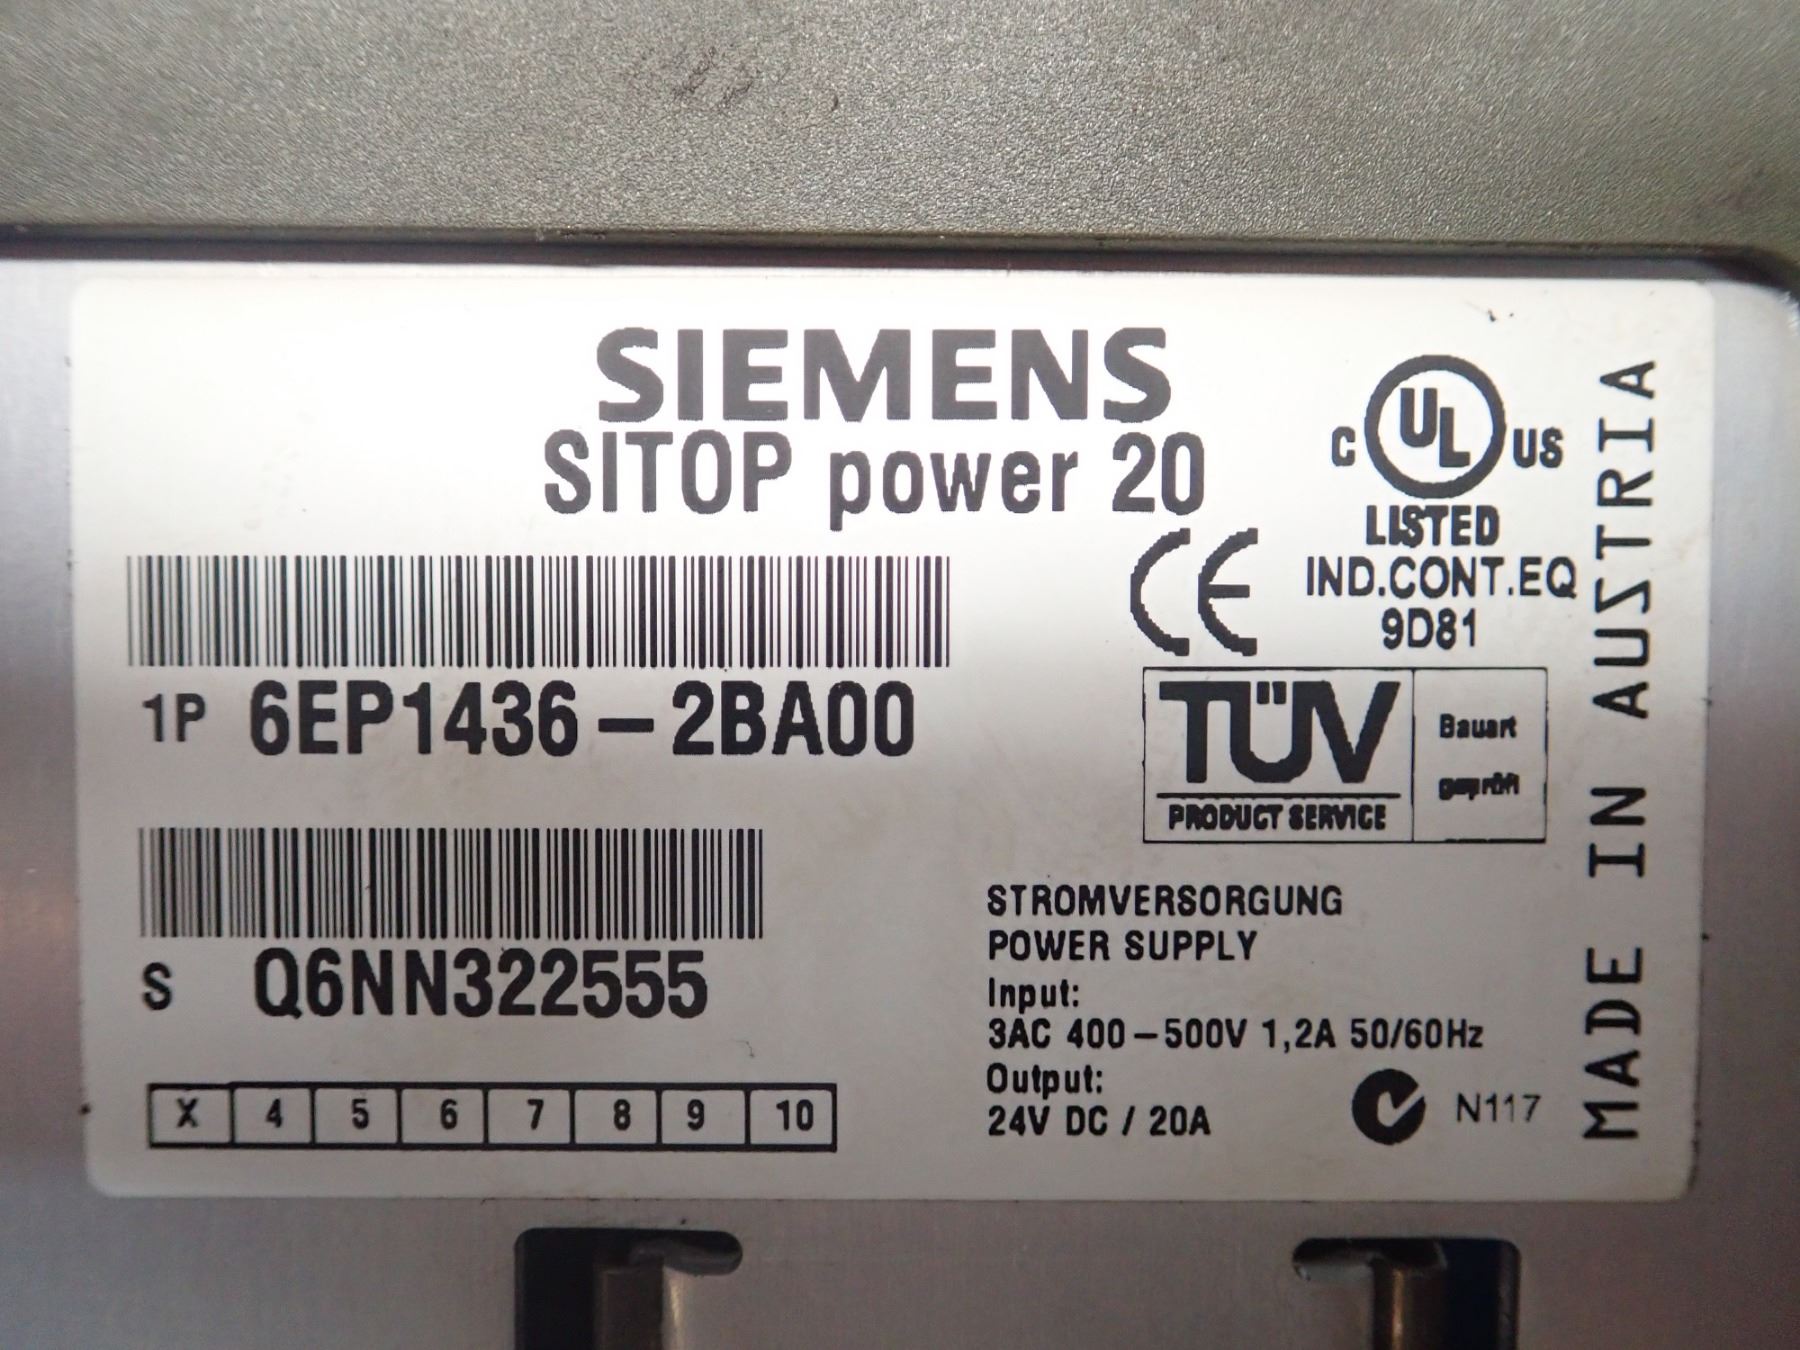 SIEMENS
SITOP power 20
C UL US
LISTED
IND.CONT.EQ
9D81
CE
1P 6EP1436-2BA00
TÜV
PRODUCT SERVICE
Bauart
geprüft
S Q6NN322555
X 4 5 6 7 8 9 10
STROMVERSORGUNG
POWER SUPPLY
Input:
3AC 400-500V 1,2A 50/60Hz
Output:
24V DC / 20A
N117
MADE IN AUSTRIA